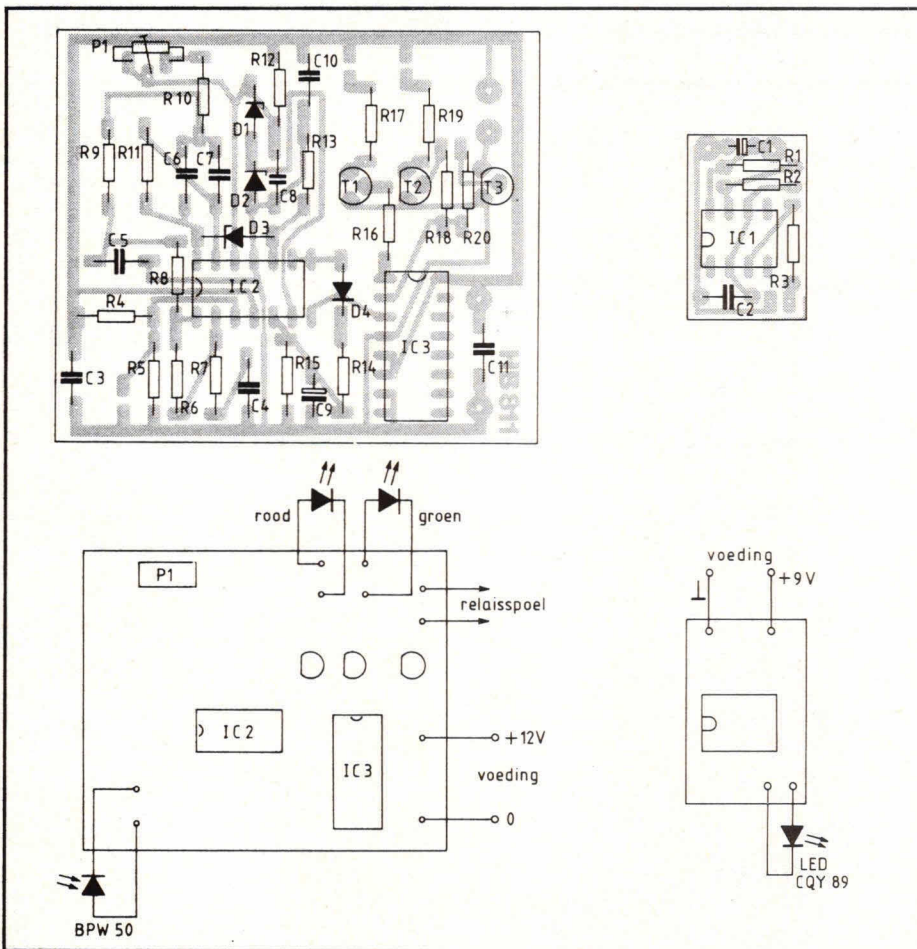 P1
R12
C10
R10
D1
R17
R19
R9
R11
C6
C7
D2
C8
R13
T1
T2
T3
R16
R18
R20
C5
R8
D3
IC2
D4
R4
IC3
C11
C3
R5
R6
R7
C4
R15
C9
R14
C1
R1
R2
IC1
R3
C2
rood
groen
P1
relaisspoel
IC2
IC3
+12V
voeding
0
BPW 50
voeding
⊥
+9V
LED
CQY 89